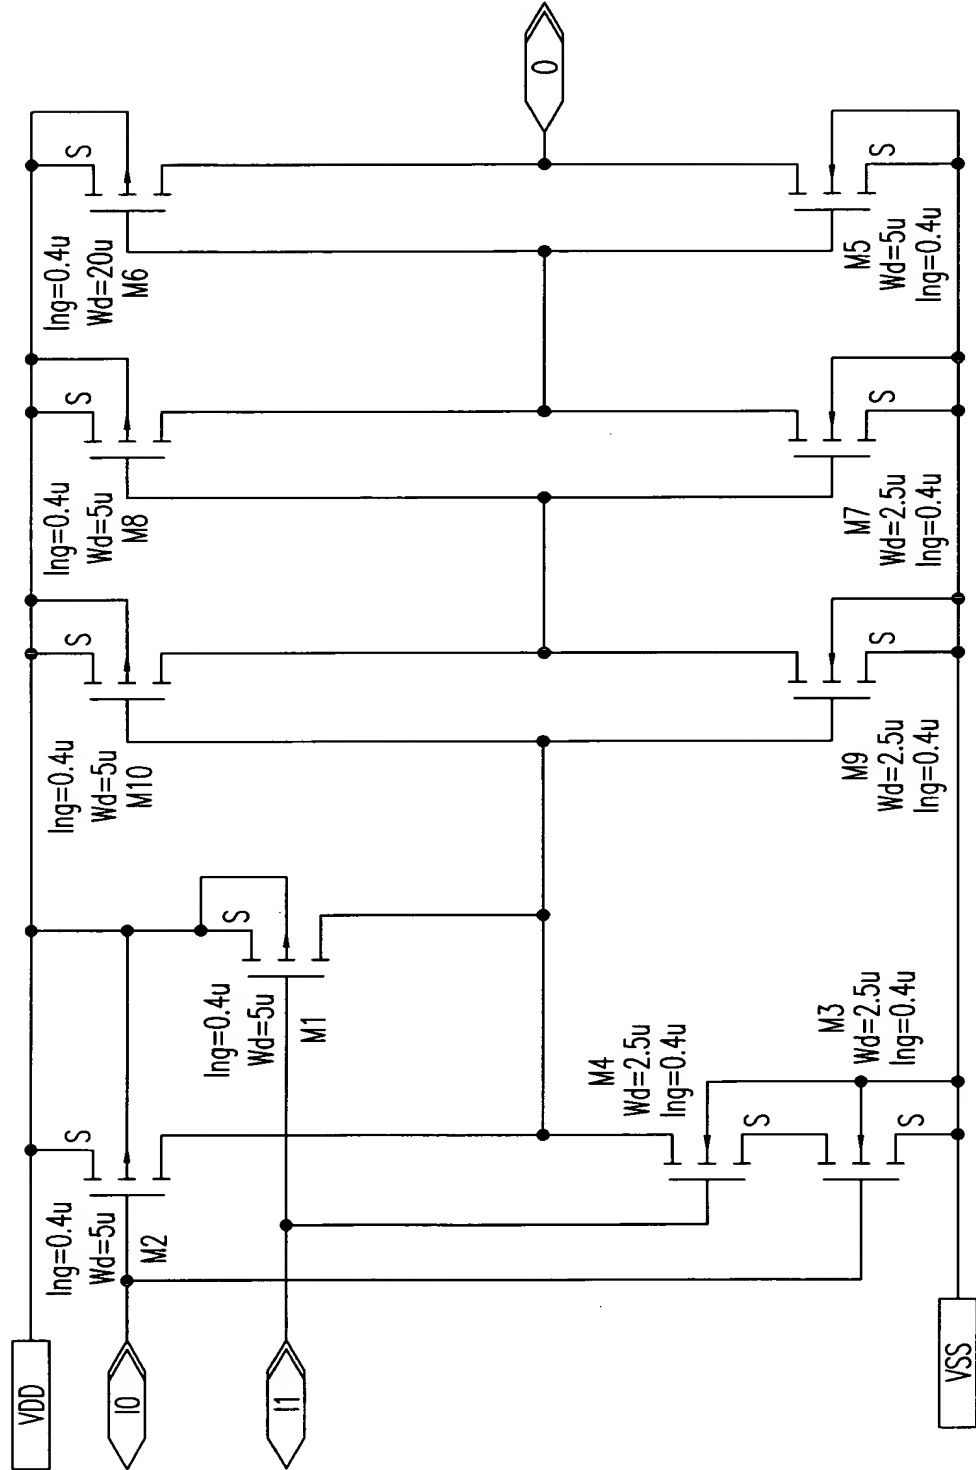 VDD
I0
I1
VSS
lng=0.4u
Wd=5u
M2
S
lng=0.4u
Wd=5u
M1
S
M4
Wd=2.5u
lng=0.4u
S
M3
Wd=2.5u
lng=0.4u
S
lng=0.4u
Wd=5u
M10
S
M9
Wd=2.5u
lng=0.4u
S
lng=0.4u
Wd=5u
M8
S
M7
Wd=2.5u
lng=0.4u
S
lng=0.4u
Wd=20u
M6
S
M5
Wd=5u
lng=0.4u
S
O